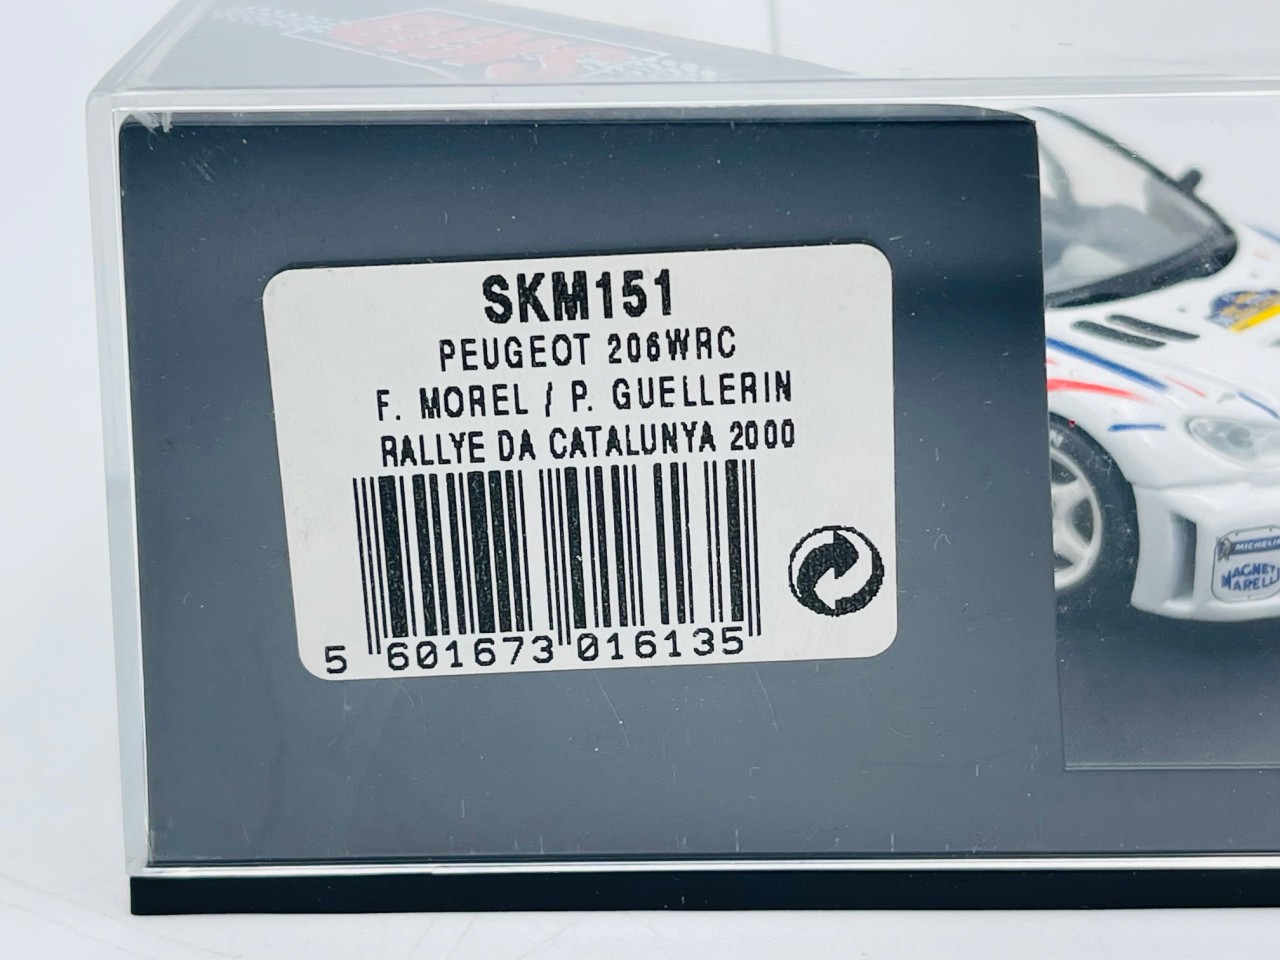 SKM151
PEUGEOT 206WRC
F. MOREL / P. GUELLERIN
RALLYE DA CATALUNYA 2000
5 601673 016135
MICHELIN
MAGNETI
MARELLI